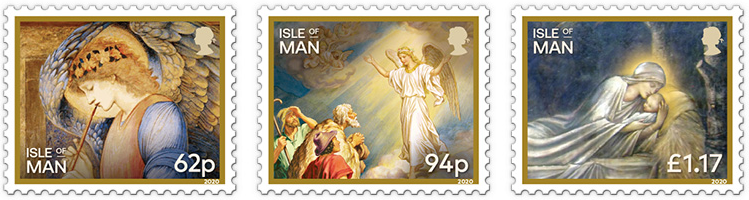 ISLE OF
MAN
62p
2020
ISLE OF
MAN
94p
2020
ISLE OF
MAN
£1.17
2020